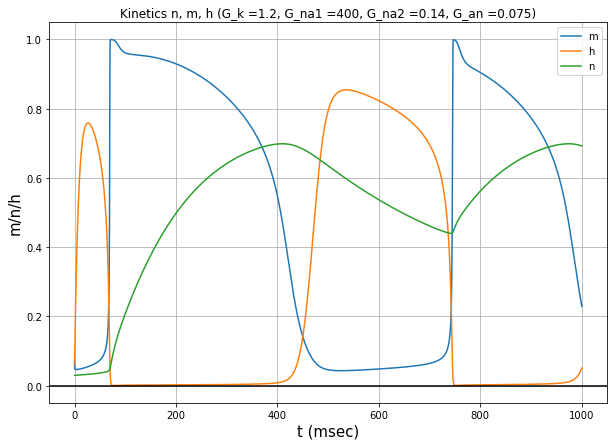 Kinetics n, m, h (G_k =1.2, G_na1 =400, G_na2 =0.14, G_an =0.075)
m
h
n
1.0
0.8
0.6
0.4
0.2
0.0
m/n/h
0 200 400 600 800 1000
t (msec)